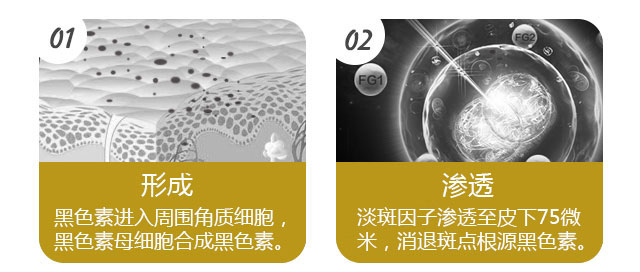 01
形成
黑色素进入周围角质细胞，
黑色素母细胞合成黑色素。
02
FG2
FG1
渗透
淡斑因子渗透至皮下75微
米，消退斑点根源黑色素。